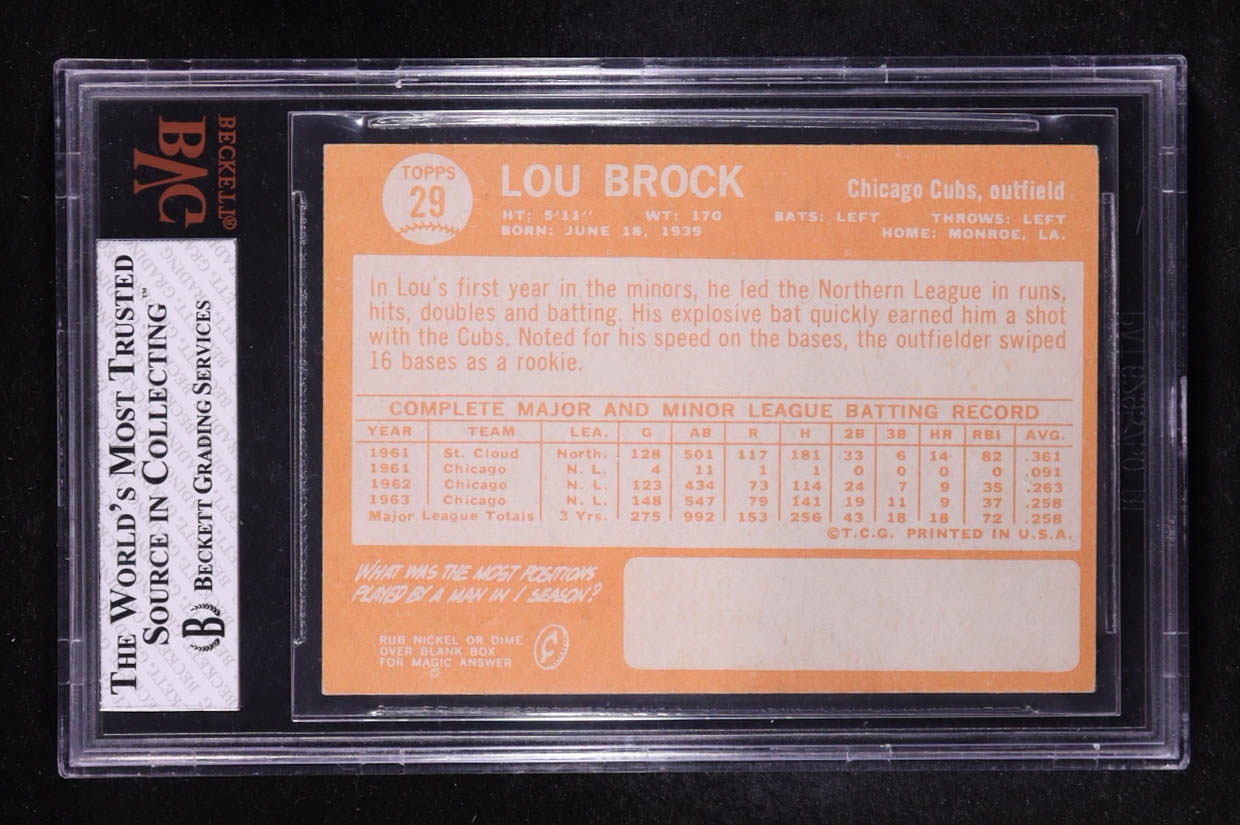 BECKETT®
BVG
THE WORLD'S MOST TRUSTED
SOURCE IN COLLECTING™
BECKETT GRADING SERVICES
B
TOPPS
29
LOU BROCK
Chicago Cubs, outfield
HT: 5'11" WT: 170 BATS: LEFT THROWS: LEFT
BORN: JUNE 18, 1939 HOME: MONROE, LA.
In Lou's first year in the minors, he led the Northern League in runs,
hits, doubles and batting. His explosive bat quickly earned him a shot
with the Cubs. Noted for his speed on the bases, the outfielder swiped
16 bases as a rookie.
COMPLETE MAJOR AND MINOR LEAGUE BATTING RECORD
YEAR TEAM LEA. G AB R H 2B 3B HR RBI AVG.
1961 St. Cloud North. 128 501 117 181 33 6 14 82 .361
1961 Chicago N. L. 4 11 1 1 0 0 0 0 .091
1962 Chicago N. L. 123 434 73 114 24 7 9 35 .263
1963 Chicago N. L. 148 547 79 141 19 11 9 37 .258
Major League Totals 3 Yrs. 275 992 153 256 43 18 18 72 .258
©T.C.G. PRINTED IN U.S.A.
WHAT WAS THE MOST POSITIONS
PLAYED BY A MAN IN 1 SEASON?
RUB NICKEL OR DIME
OVER BLANK BOX
FOR MAGIC ANSWER